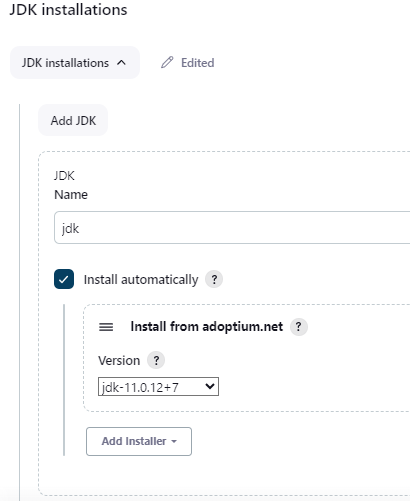 JDK installations
JDK installations
Edited
Add JDK
JDK
Name
jdk
Install automatically ?
Install from adoptium.net ?
Version ?
jdk-11.0.12+7
Add Installer